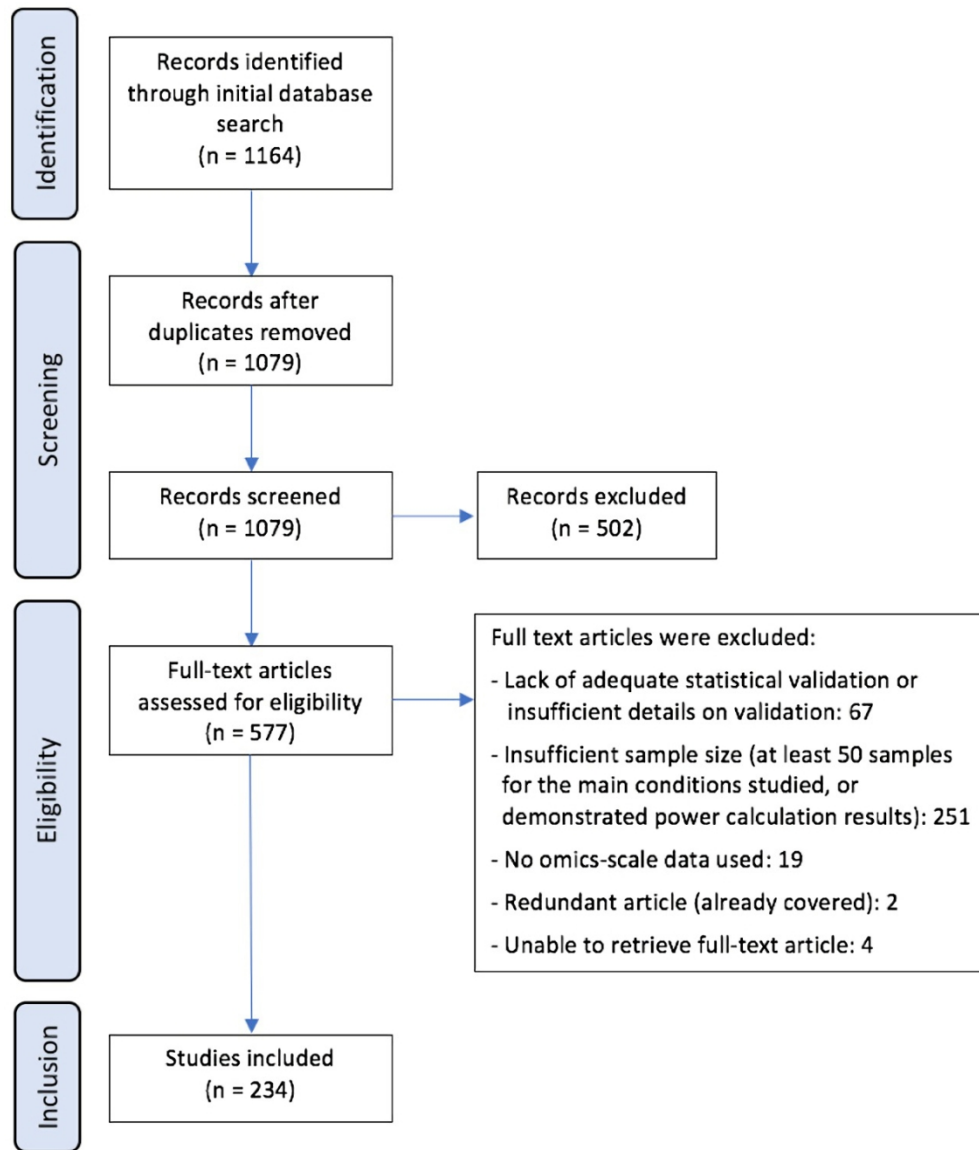 Identification
Records identified
through initial database
search
(n = 1164)
Screening
Records after
duplicates removed
(n = 1079)
Records screened
(n = 1079)
Records excluded
(n = 502)
Eligibility
Full-text articles
assessed for eligibility
(n = 577)
Full text articles were excluded:
- Lack of adequate statistical validation or
insufficient details on validation: 67
- Insufficient sample size (at least 50 samples
for the main conditions studied, or
demonstrated power calculation results): 251
- No omics-scale data used: 19
- Redundant article (already covered): 2
- Unable to retrieve full-text article: 4
Inclusion
Studies included
(n = 234)